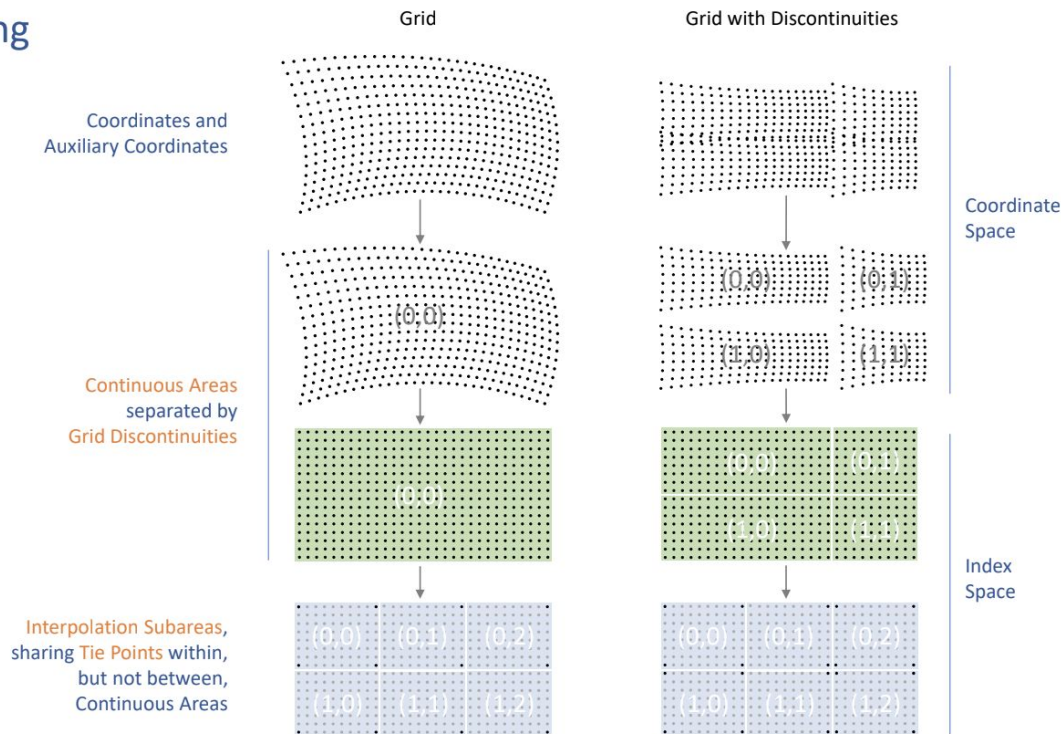 ng
Grid
Grid with Discontinuities
Coordinates and
Auxiliary Coordinates
Coordinate
Space
(0,0)
(0,0)
(0,1)
(1,0)
(1,1)
Continuous Areas
separated by
Grid Discontinuities
(0,0)
(0,0)
(0,1)
(1,0)
(1,1)
Index
Space
Interpolation Subareas,
sharing Tie Points within,
but not between,
Continuous Areas
(0,0)
(0,1)
(0,2)
(1,0)
(1,1)
(1,2)
(0,0)
(0,1)
(0,2)
(1,0)
(1,1)
(1,2)